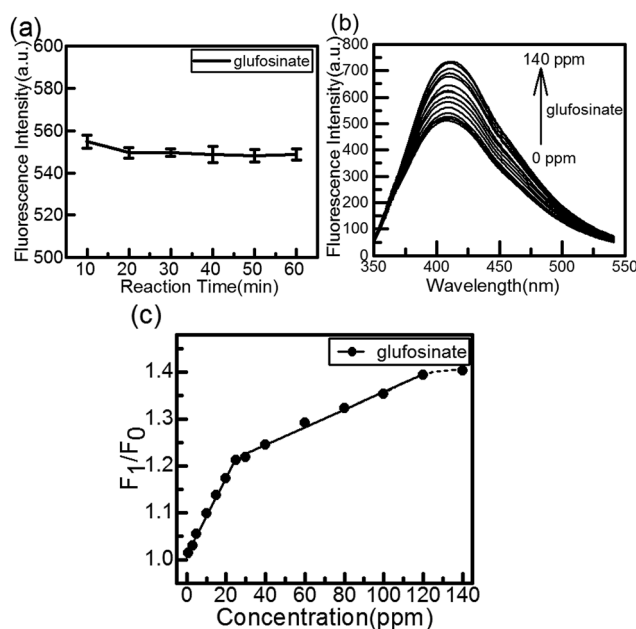 (a)
600
580
560
540
520
500
Fluorescence Intensity(a.u.)
glufosinate
10 20 30 40 50 60
Reaction Time(min)
(b)
800
700
600
500
400
300
200
100
0
Fluorescence Intensity(a.u.)
140 ppm
glufosinate
0 ppm
350 400 450 500 550
Wavelength(nm)
(c)
1.4
1.3
1.2
1.1
1.0
F1/F0
glufosinate
0 20 40 60 80 100 120 140
Concentration(ppm)